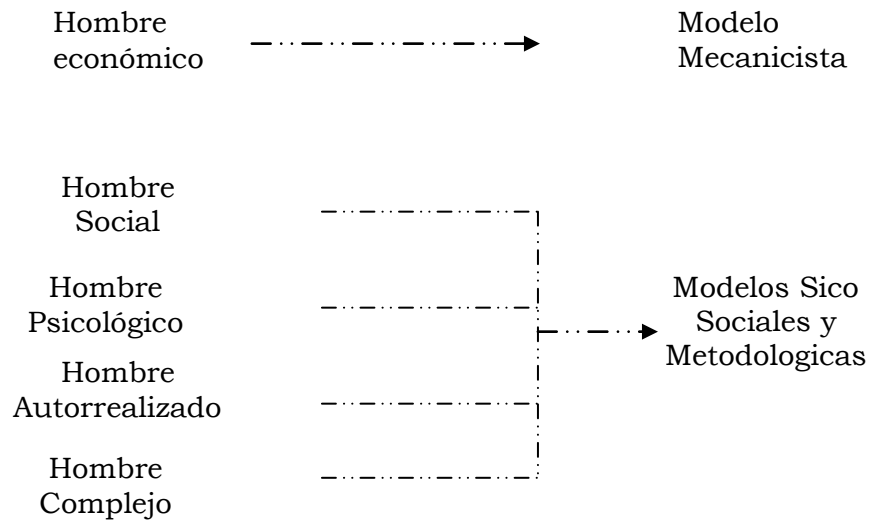 Hombre
económico
Modelo
Mecanicista
Hombre
Social
Hombre
Psicológico
Hombre
Autorrealizado
Hombre
Complejo
Modelos Sico
Sociales y
Metodologicas